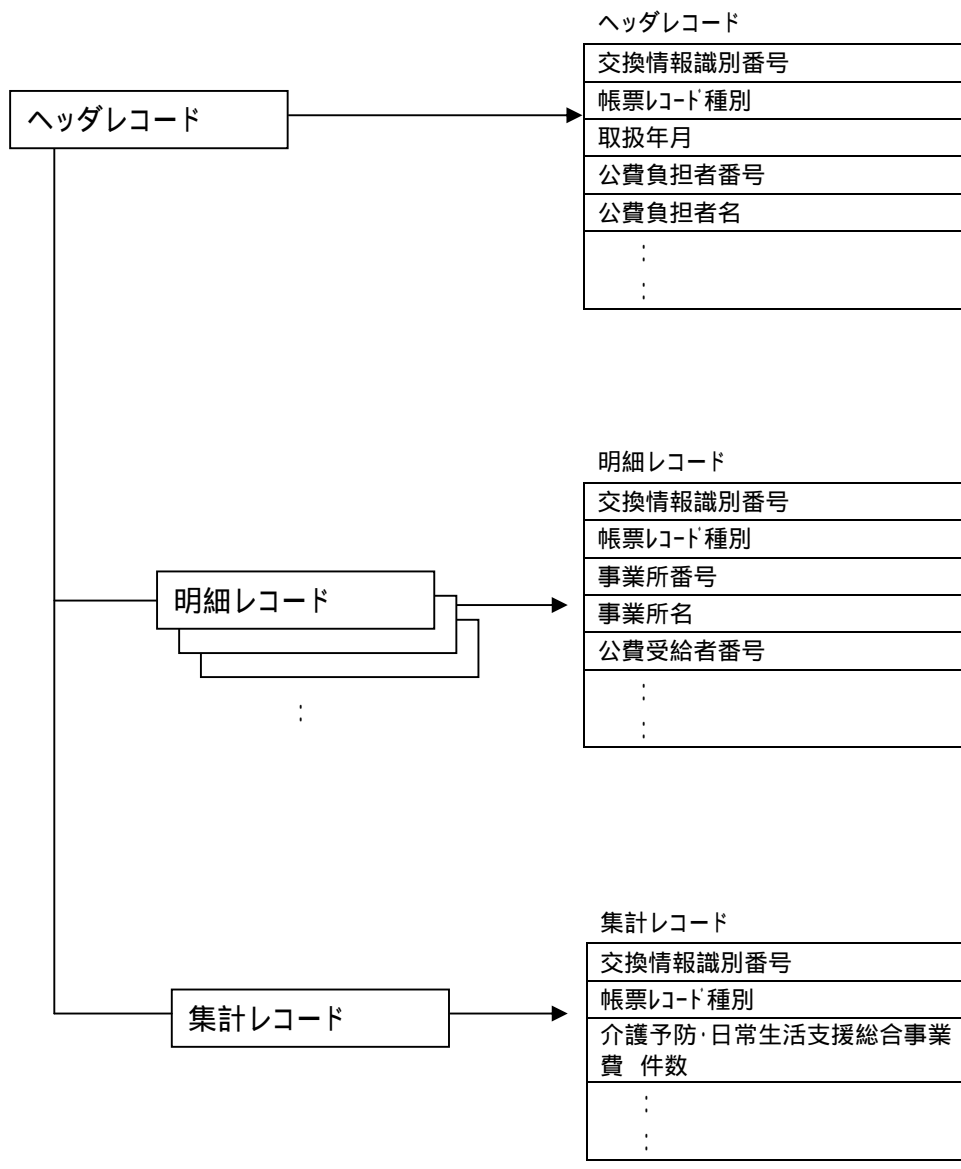 ヘッダレコード
交換情報識別番号
ヘッダレコード
帳票ﾚｺｰﾄﾞ種別
取扱年月
公費負担者番号
公費負担者名
:
:
明細レコード
交換情報識別番号
帳票ﾚｺｰﾄﾞ種別
明細レコード
事業所番号
事業所名
公費受給者番号
:
:
:
集計レコード
交換情報識別番号
集計レコード
帳票ﾚｺｰﾄﾞ種別
介護予防･日常生活支援総合事業
費 件数
:
: